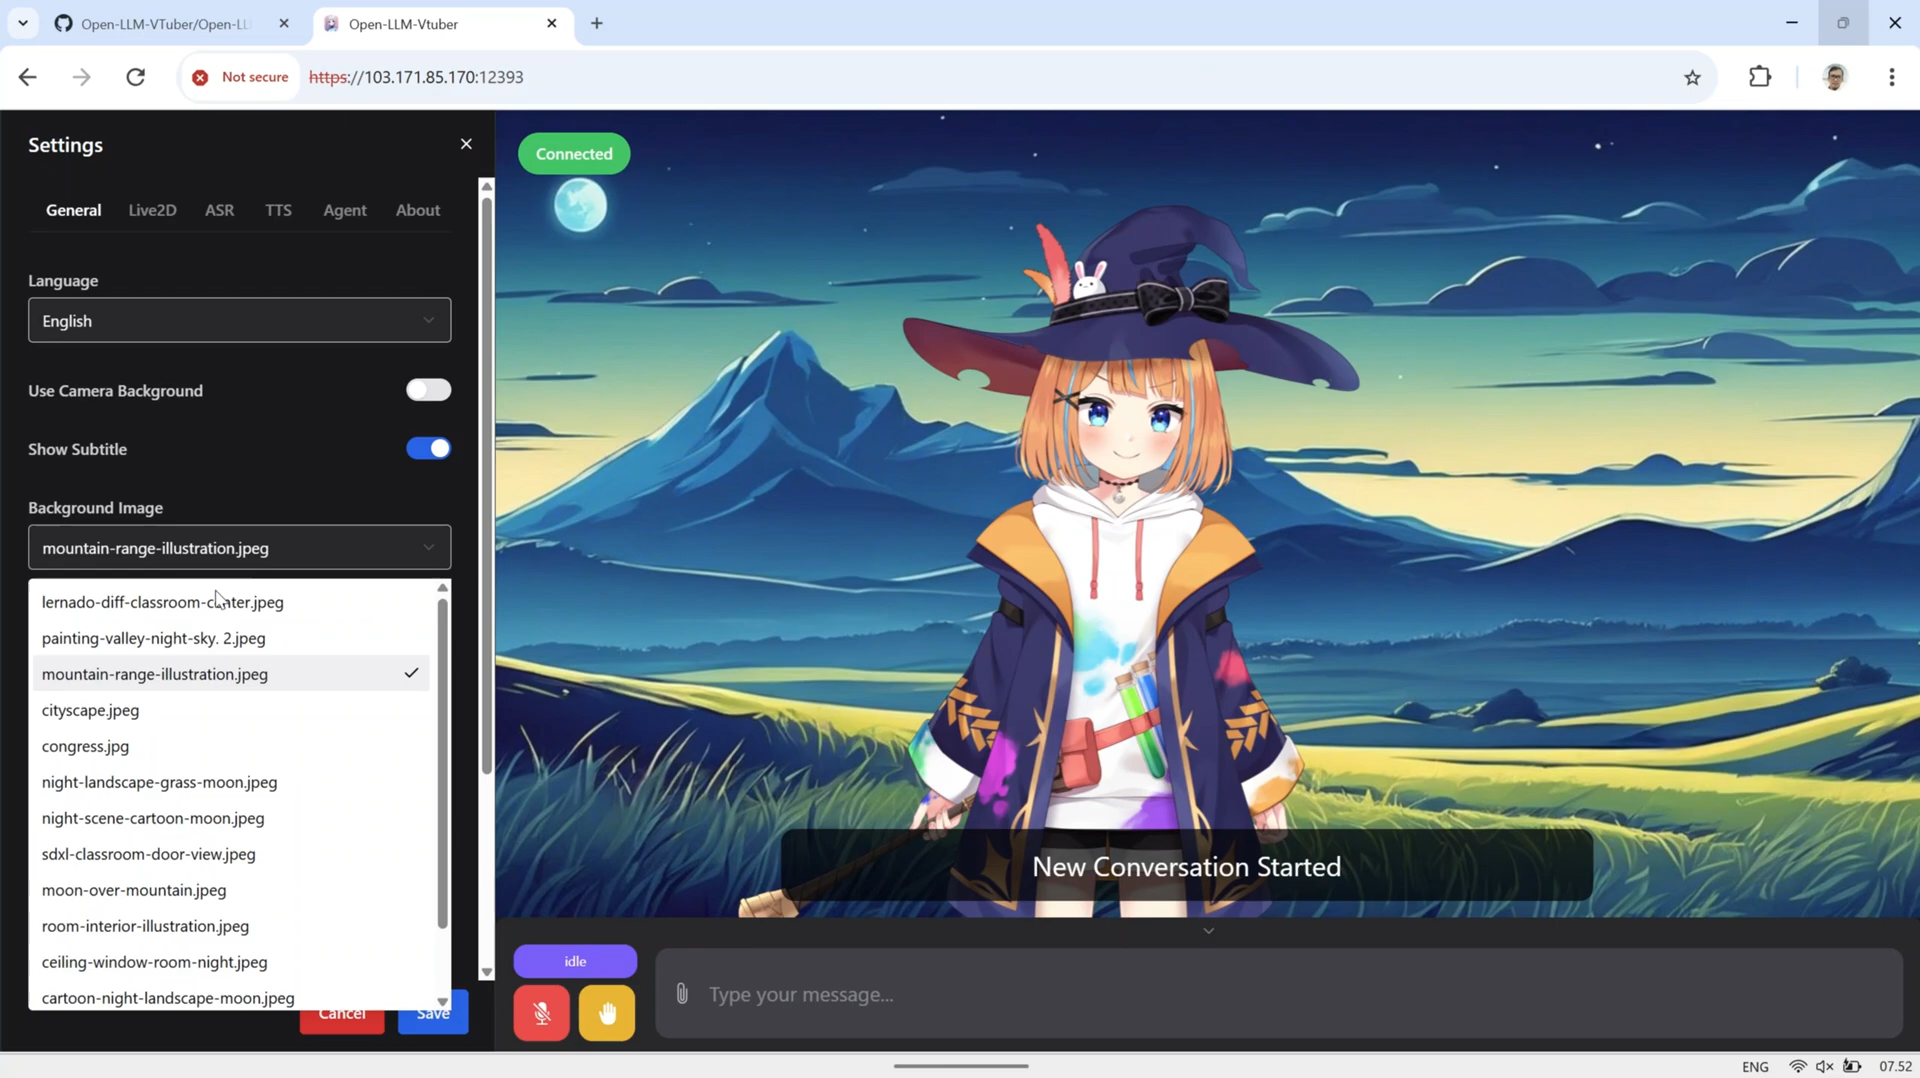 Open-LLM-VTuber/Open-LL
Open-LLM-Vtuber
Not secure
https://103.171.85.170:12393
Settings
General Live2D ASR TTS Agent About
Language
English
Use Camera Background
Show Subtitle
Background Image
mountain-range-illustration.jpeg
lernado-diff-classroom-center.jpeg
painting-valley-night-sky. 2.jpeg
mountain-range-illustration.jpeg
cityscape.jpeg
congress.jpg
night-landscape-grass-moon.jpeg
night-scene-cartoon-moon.jpeg
sdxl-classroom-door-view.jpeg
moon-over-mountain.jpeg
room-interior-illustration.jpeg
ceiling-window-room-night.jpeg
cartoon-night-landscape-moon.jpeg
Cancel
Save
Connected
New Conversation Started
idle
Type your message...
ENG
07.52